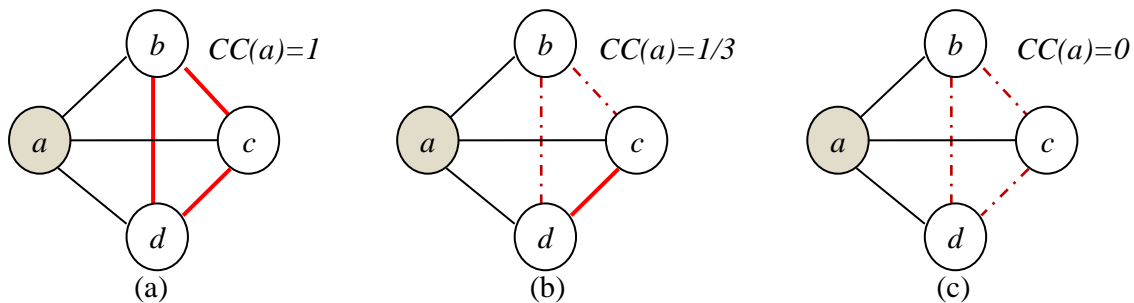 b CC(a)=1
a c
d
(a)
b CC(a)=1/3
a c
d
(b)
b CC(a)=0
a c
d
(c)